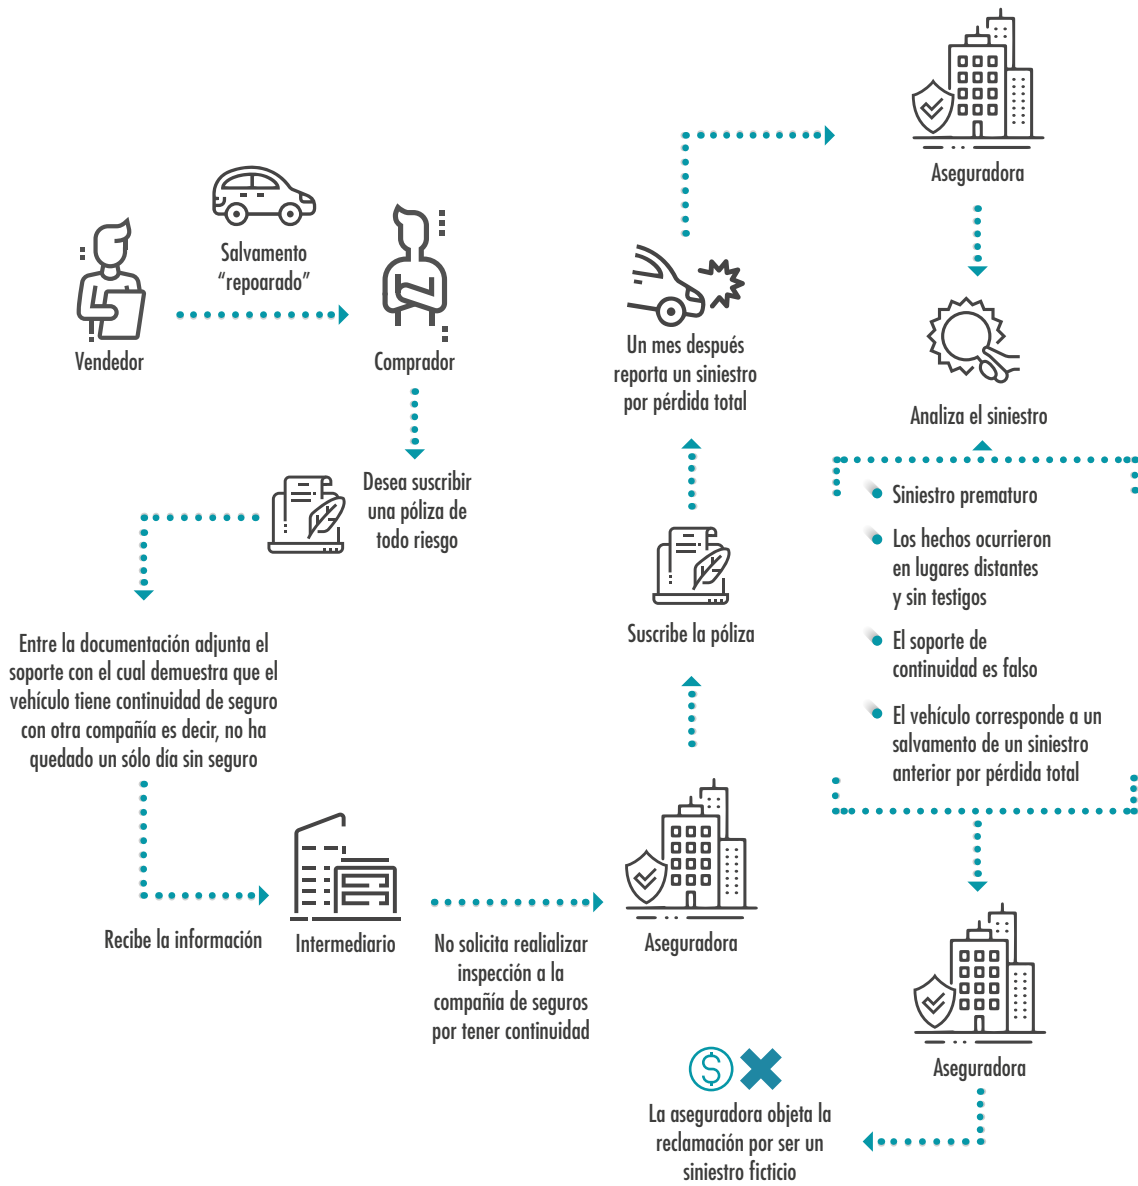 Salvamento
“repoarado”
Vendedor
Comprador
Desea suscribir
una póliza de
todo riesgo
Entre la documentación adjunta el
soporte con el cual demuestra que el
vehículo tiene continuidad de seguro
con otra compañía es decir, no ha
quedado un sólo día sin seguro
Recibe la información
Intermediario
No solicita realializar
inspección a la
compañía de seguros
por tener continuidad
Aseguradora
Suscribe la póliza
Un mes después
reporta un siniestro
por pérdida total
Aseguradora
Analiza el siniestro
Siniestro prematuro
Los hechos ocurrieron
en lugares distantes
y sin testigos
El soporte de
continuidad es falso
El vehículo corresponde a un
salvamento de un siniestro
anterior por pérdida total
Aseguradora
La aseguradora objeta la
reclamación por ser un
siniestro ficticio